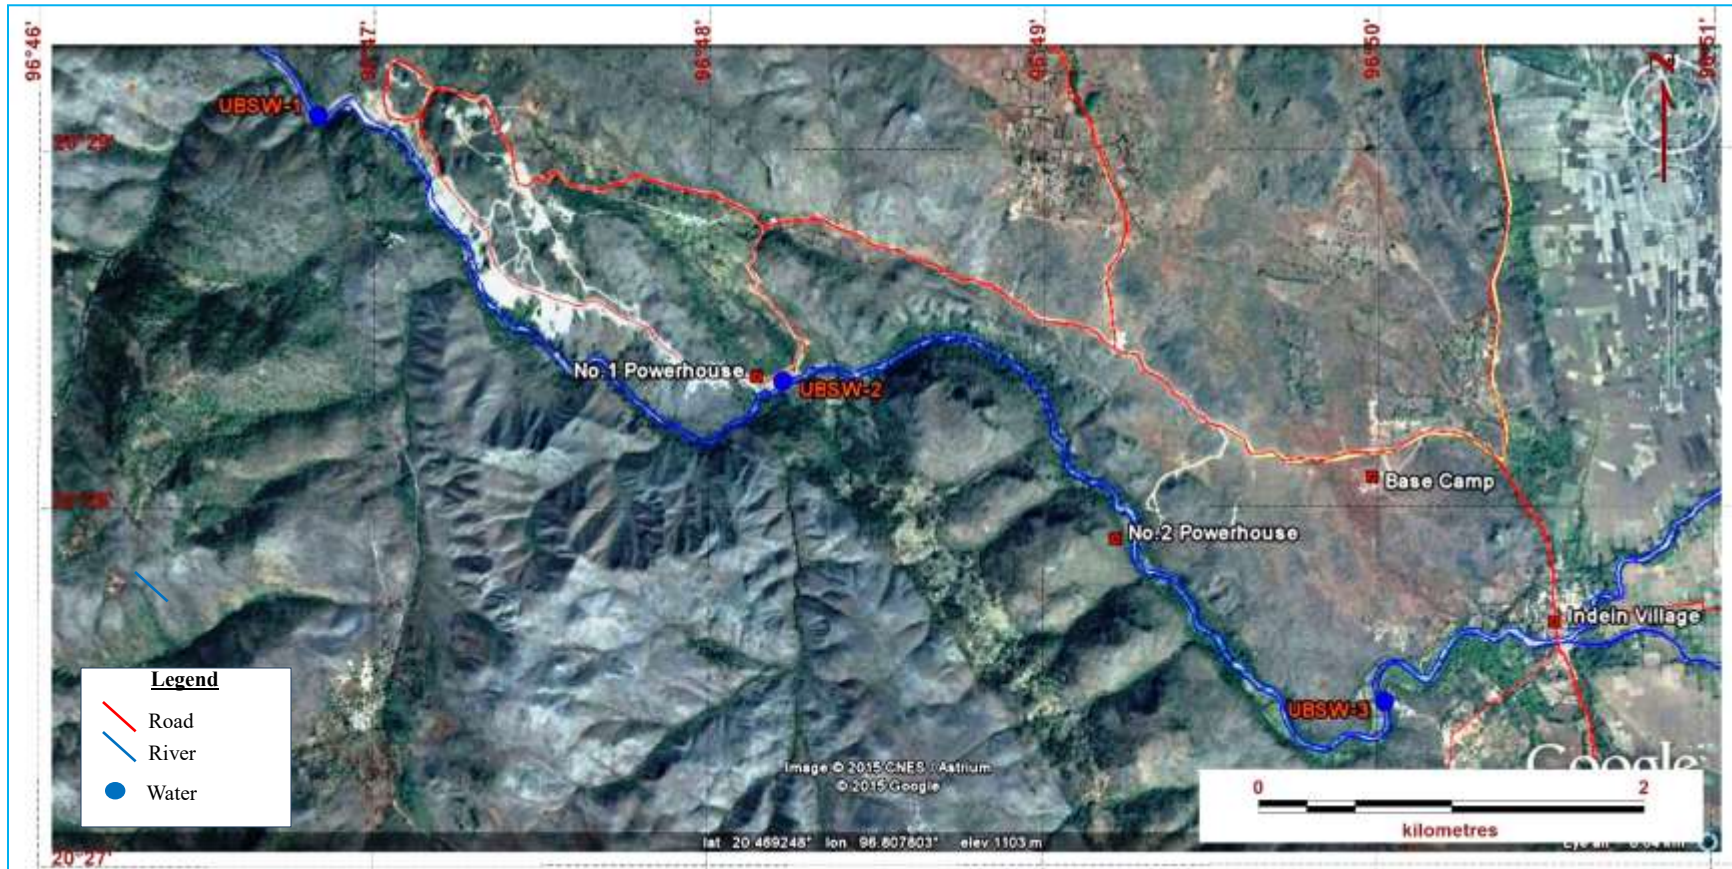 96°46'
96°47'
96°48'
96°49'
96°50'
96°51'
UBSW-1
20°29'
No.1 Powerhouse
UBSW-2
Base Camp
No.2 Powerhouse
Indein Village
UBSW-3
Legend
Road
River
Water
Google
Image © 2015 CNES / Astrium
© 2015 Google
0 2
kilometres
lat 20.469248° lon 96.807803° elev 1103 m
20°27'